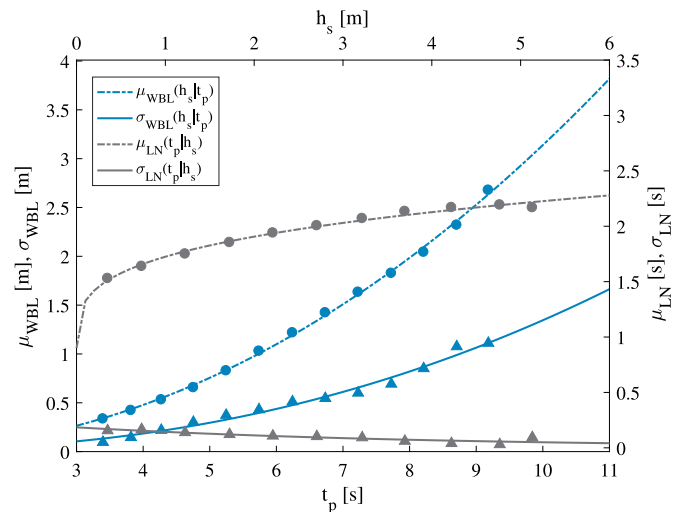 h_s [m]
0 1 2 3 4 5 6
4
3.5
3
2.5
2
1.5
1
0.5
0
μ_WBL [m], σ_WBL [m]
μ_WBL(h_s|t_p)
σ_WBL(h_s|t_p)
μ_LN(t_p|h_s)
σ_LN(t_p|h_s)
3.5
3
2.5
2
1.5
1
0.5
0
μ_LN [s], σ_LN [s]
3 4 5 6 7 8 9 10 11
t_p [s]